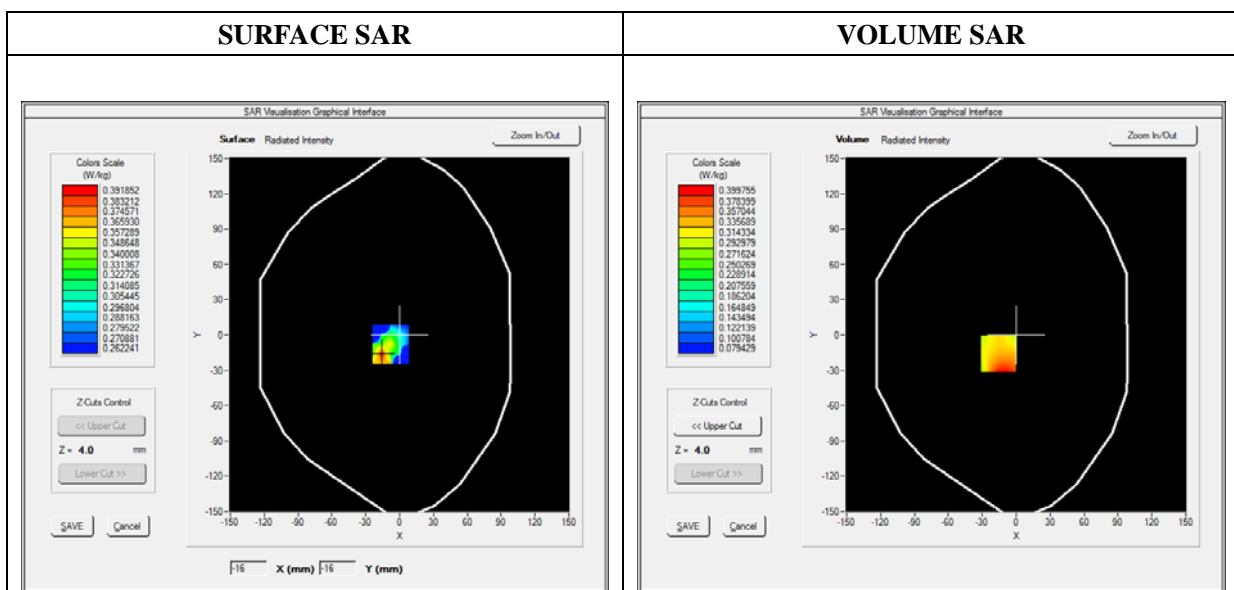 SURFACE SAR
VOLUME SAR
SAR Visualisation Graphical Interface
Surface Radiated Intensity
Zoom In/Out
Colors Scale
(W/kg)
0.391852
0.383212
0.374571
0.365930
0.357289
0.348648
0.340008
0.331367
0.322726
0.314085
0.305445
0.296804
0.288163
0.279522
0.270881
0.262241
Z-Cuts Control
<< Upper Cut
Z = 4.0 mm
Lower Cut >>
SAVE Cancel
150
120
90
60
30
0
-30
-60
-90
-120
-150
Y
-150 -120 -90 -60 -30 0 30 60 90 120 150
X
-16 X (mm) -16 Y (mm)
SAR Visualisation Graphical Interface
Volume Radiated Intensity
Zoom In/Out
Colors Scale
(W/kg)
0.399755
0.378399
0.357044
0.335689
0.314334
0.292979
0.271624
0.250269
0.228914
0.207559
0.186204
0.164849
0.143494
0.122139
0.100784
0.079429
Z-Cuts Control
<< Upper Cut
Z = 4.0 mm
Lower Cut >>
SAVE Cancel
150
120
90
60
30
0
-30
-60
-90
-120
-150
Y
-150 -120 -90 -60 -30 0 30 60 90 120 150
X